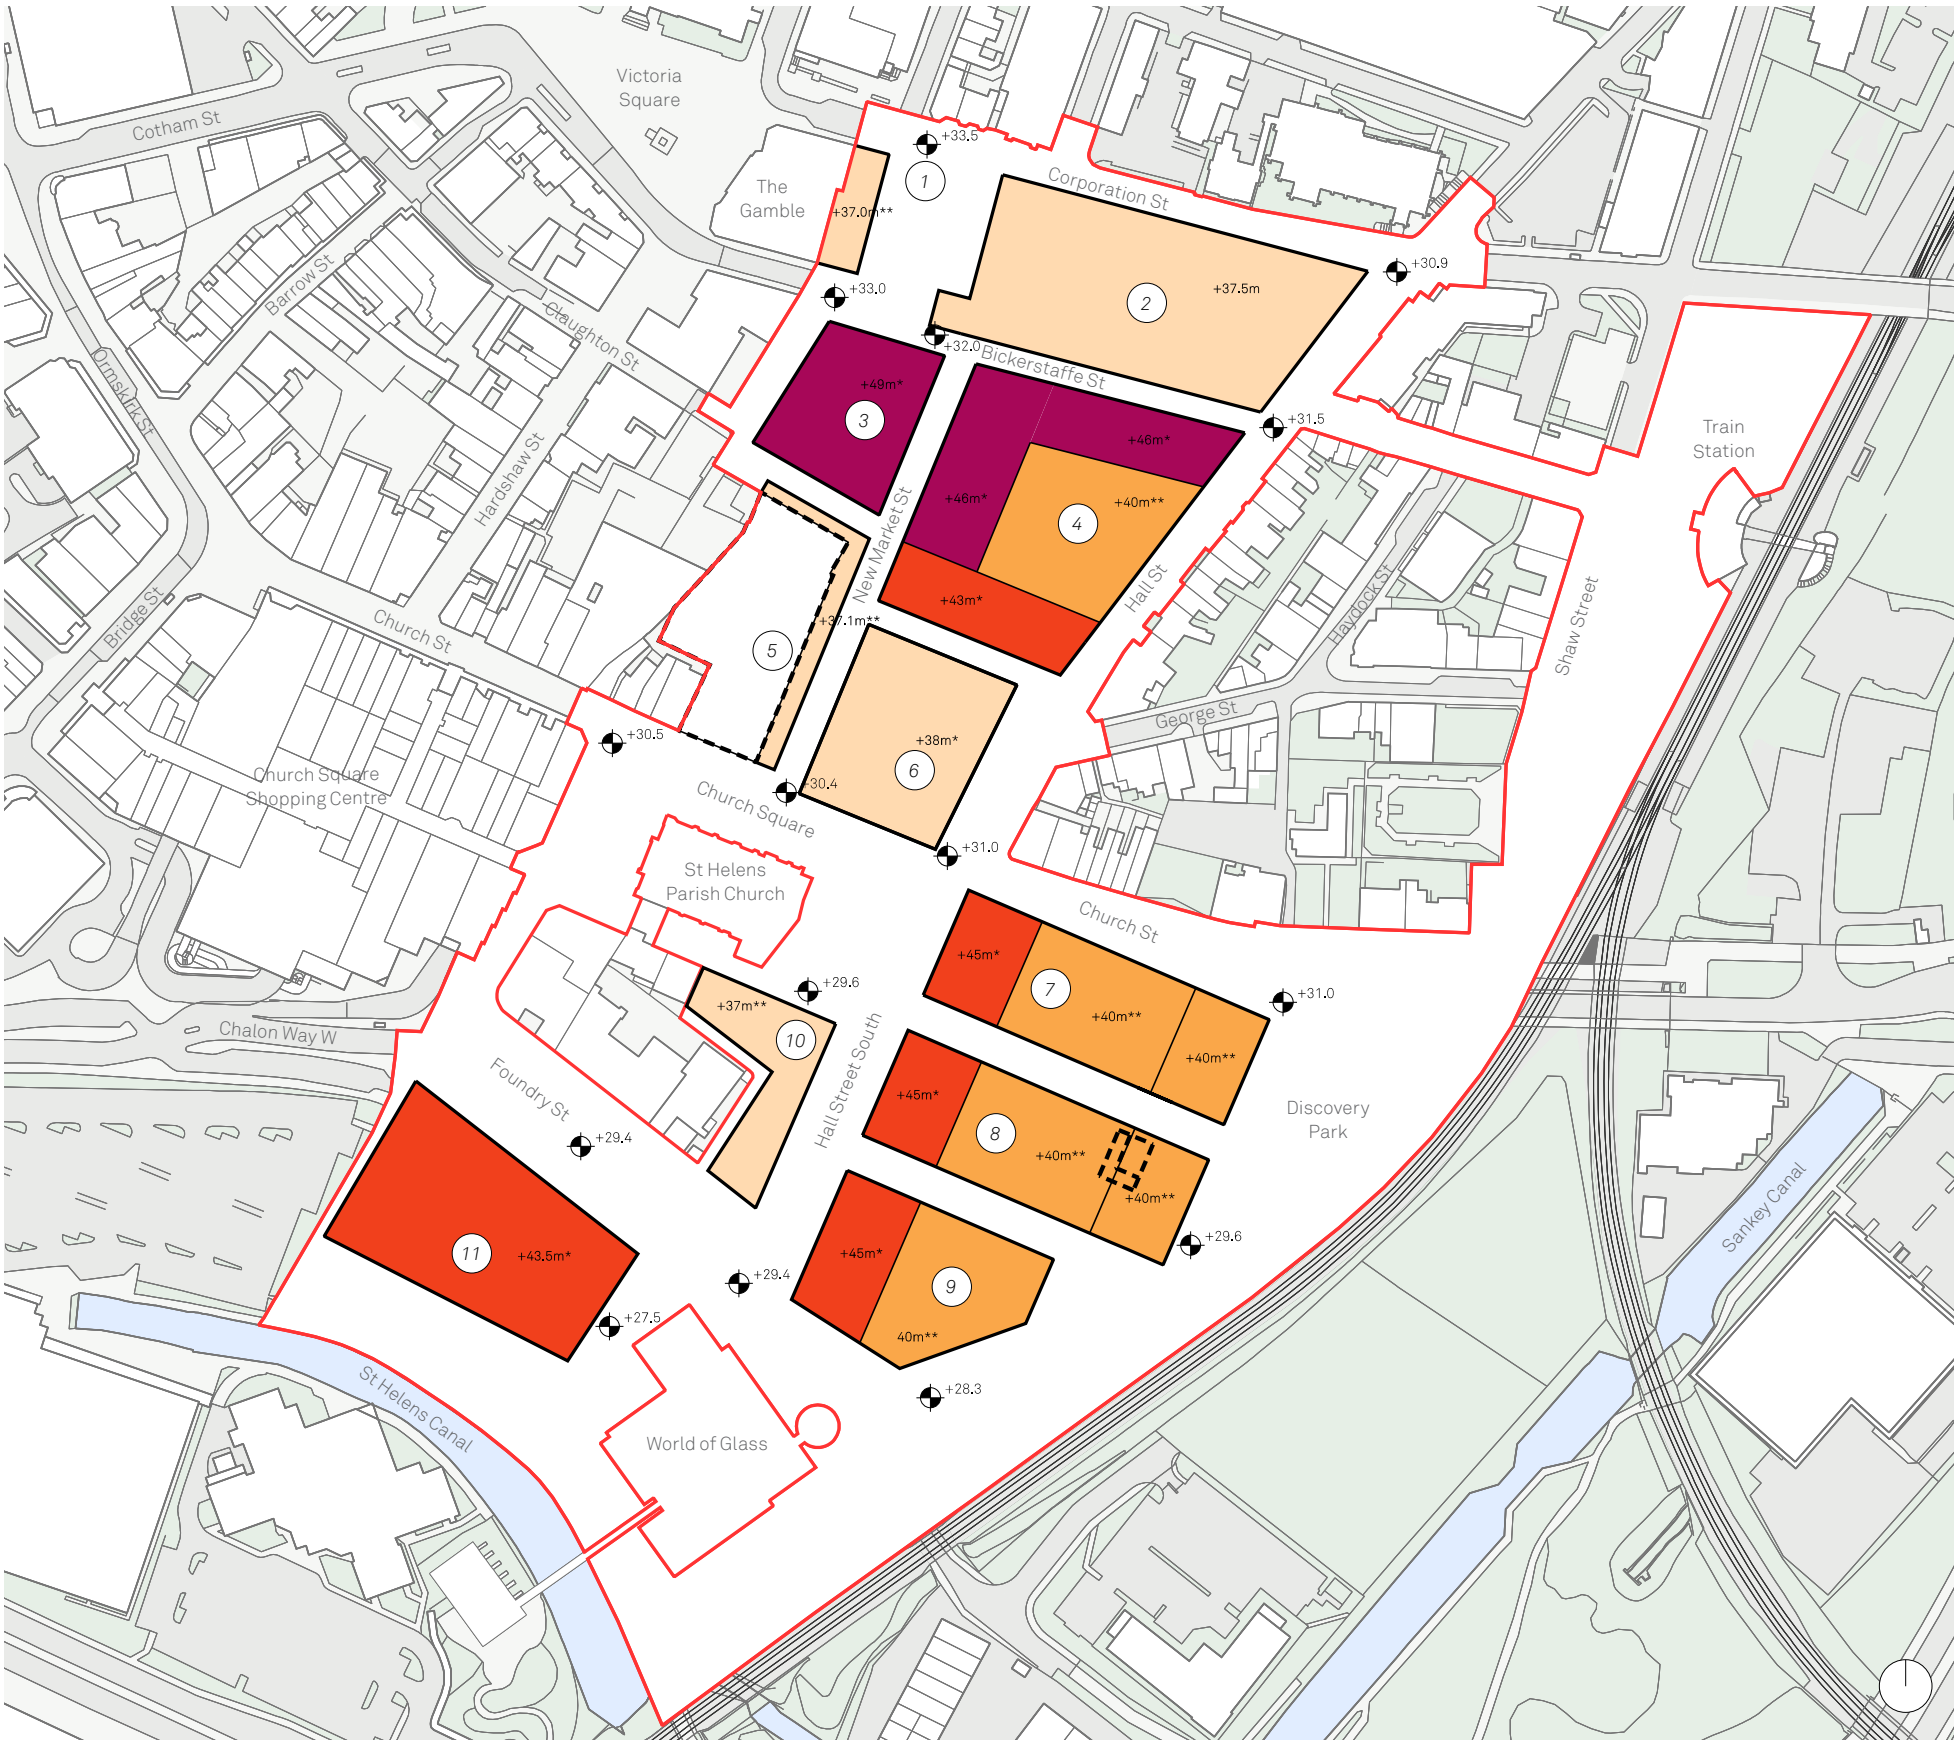 Victoria
Square
Cotham St
+33.5
1
The
Gamble
+37.0m**
Corporation St
+30.9
+33.0
2
+37.5m
Barrow St
Claughton St
+32.0
Bickerstaffe St
Ormskirk St
+49m*
3
+31.5
Train
Station
+46m*
Hardshaw St
+46m*
+40m**
4
New Market St
Hall St
+43m*
Haydock St
Bridge St
Church St
+37.1m**
5
Shaw Street
George St
+30.5
+38m*
6
Church Square
Shopping Centre
+30.4
Church Square
+31.0
St Helens
Parish Church
Church St
+45m*
7
+29.6
+31.0
+37m**
+40m**
Chalon Way W
10
+40m**
Hall Street South
Foundry St
+45m*
Discovery
Park
8
+29.4
+40m**
+40m**
Sankey Canal
+29.6
11
+43.5m*
+45m*
+29.4
9
+27.5
40m**
St Helens Canal
+28.3
World of Glass